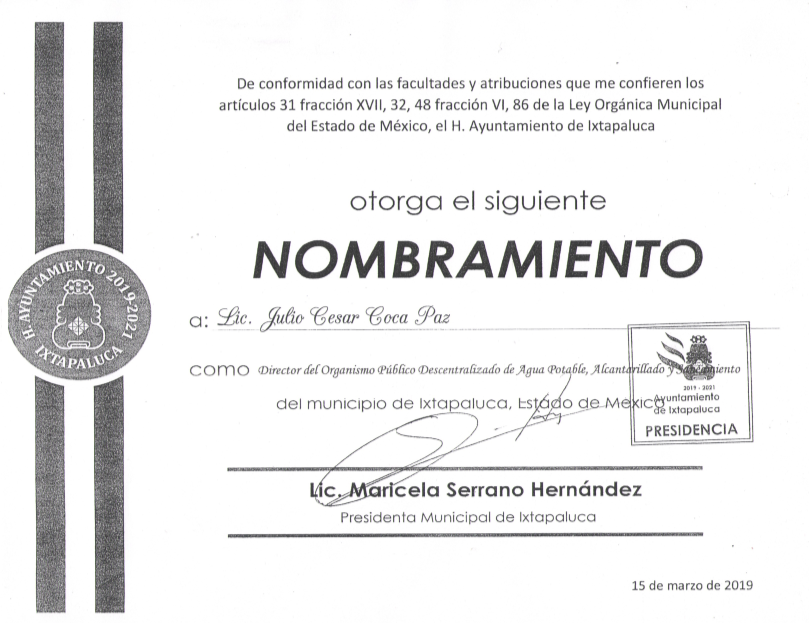 De conformidad con las facultades y atribuciones que me confieren los
artículos 31 fracción XVII, 32, 48 fracción VI, 86 de la Ley Orgánica Municipal
del Estado de México, el H. Ayuntamiento de Ixtapaluca
otorga el siguiente
NOMBRAMIENTO
H. AYUNTAMIENTO 2019-2021
IXTAPALUCA
a: Lic. Julio Cesar Coca Paz
como Director del Organismo Público Descentralizado de Agua Potable, Alcantarillado y Saneamiento
del municipio de Ixtapaluca, Estado de México
2019 - 2021
Ayuntamiento
de Ixtapaluca
PRESIDENCIA
Lic. Maricela Serrano Hernández
Presidenta Municipal de Ixtapaluca
15 de marzo de 2019